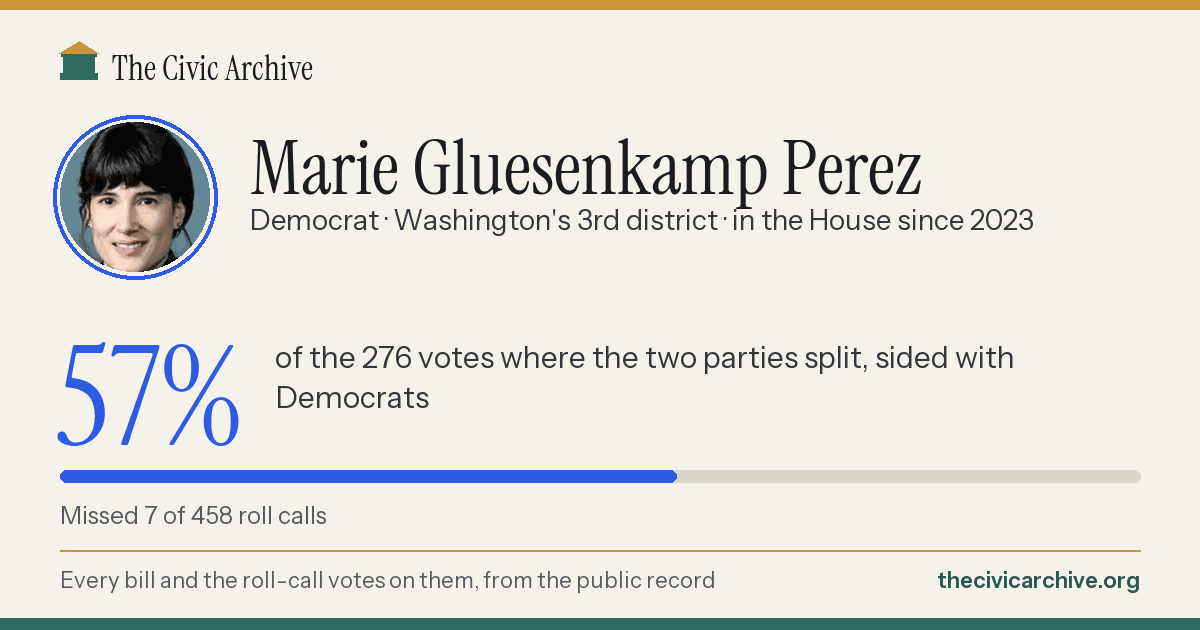 The Civic Archive
Marie Gluesenkamp Perez
Democrat · Washington's 3rd district · in the House since 2023
57%
of the 276 votes where the two parties split, sided with
Democrats
Missed 7 of 458 roll calls
Every bill and the roll-call votes on them, from the public record
thecivicarchive.org